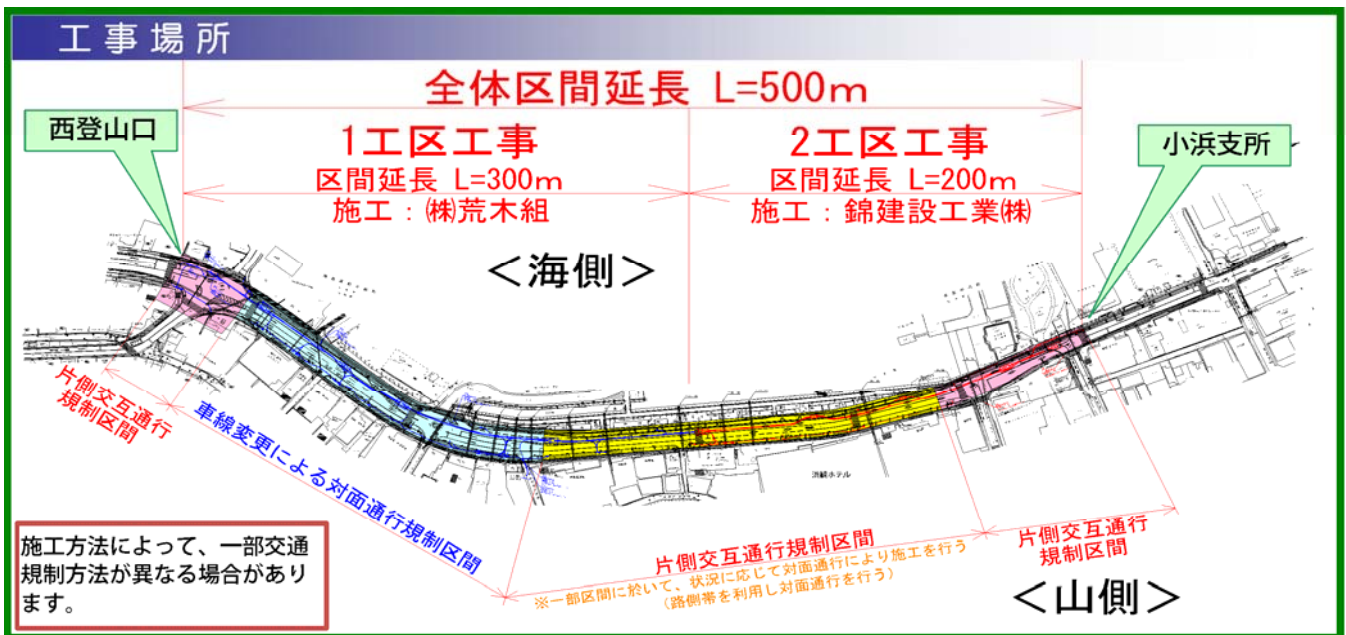 工事場所
全体区間延長 L=500m
西登山口
1工区工事
区間延長 L=300m
施工：㈱荒木組
2工区工事
区間延長 L=200m
施工：錦建設工業㈱
小浜支所
＜海側＞
片側交互通行
規制区間
車線変更による対面通行規制区間
浜観ホテル
片側交互通行規制区間
※一部区間に於いて、状況に応じて対面通行により施工を行う
（路側帯を利用し対面通行を行う）
片側交互通行
規制区間
＜山側＞
施工方法によって、一部交通
規制方法が異なる場合があり
ます。